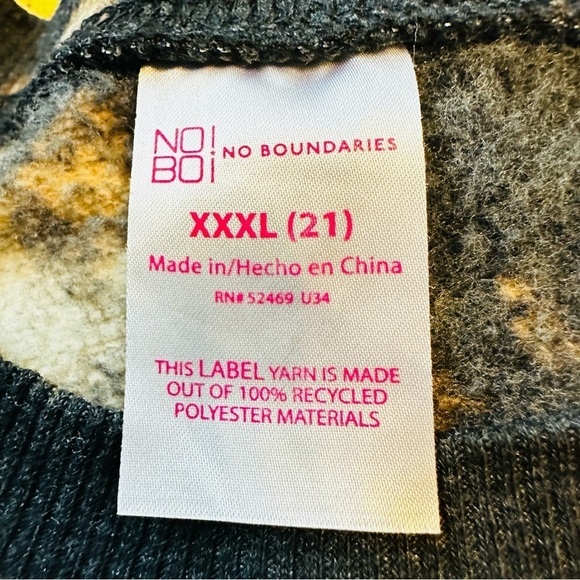 NO!
BO!
NO BOUNDARIES
XXXL (21)
Made in/Hecho en China
RN# 52469 U34
THIS LABEL YARN IS MADE
OUT OF 100% RECYCLED
POLYESTER MATERIALS